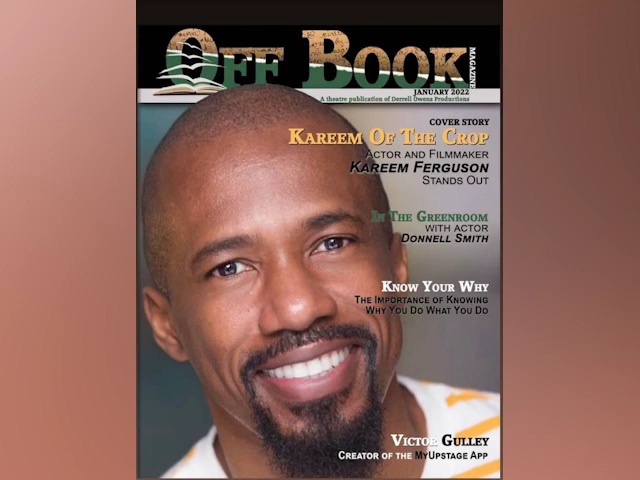 OFF BOOK
MAGAZINE
JANUARY 2022
A theatre publication of Derrell Owens Productions
COVER STORY
KAREEM OF THE CROP
ACTOR AND FILMMAKER
KAREEM FERGUSON
STANDS OUT
IN THE GREENROOM
WITH ACTOR
DONNELL SMITH
KNOW YOUR WHY
THE IMPORTANCE OF KNOWING
WHY YOU DO WHAT YOU DO
VICTOR GULLEY
CREATOR OF THE MYUPSTAGE APP